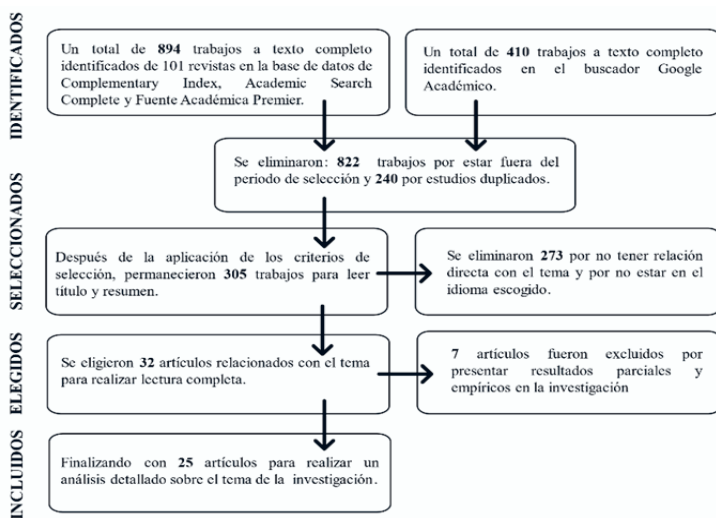 IDENTIFICADOS
Un total de 894 trabajos a texto completo
identificados de 101 revistas en la base de datos de
Complementary Index, Academic Search
Complete y Fuente Académica Premier.
Un total de 410 trabajos a texto completo
identificados en el buscador Google
Académico.
Se eliminaron: 822 trabajos por estar fuera del
periodo de selección y 240 por estudios duplicados.
SELECCIONADOS
Después de la aplicación de los criterios de
selección, permanecieron 305 trabajos para leer
título y resumen.
Se eliminaron 273 por no tener relación
directa con el tema y por no estar en el
idioma escogido.
ELEGIDOS
Se eligieron 32 artículos relacionados con el tema
para realizar lectura completa.
7 artículos fueron excluidos por
presentar resultados parciales y
empíricos en la investigación
INCLUIDOS
Finalizando con 25 artículos para realizar un
análisis detallado sobre el tema de la investigación.